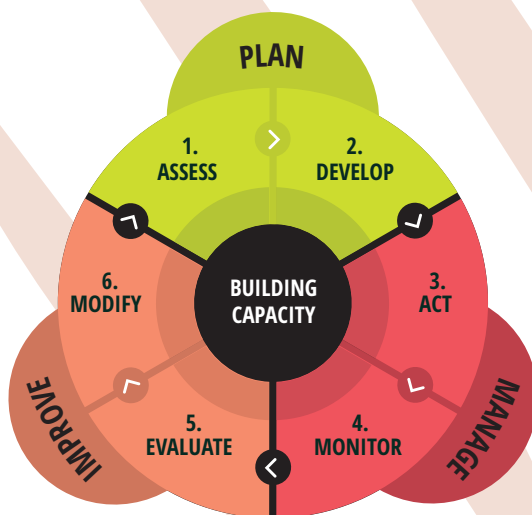 PLAN
1.
ASSESS
2.
DEVELOP
3.
ACT
4.
MONITOR
5.
EVALUATE
6.
MODIFY
BUILDING
CAPACITY
MANAGE
IMPROVE